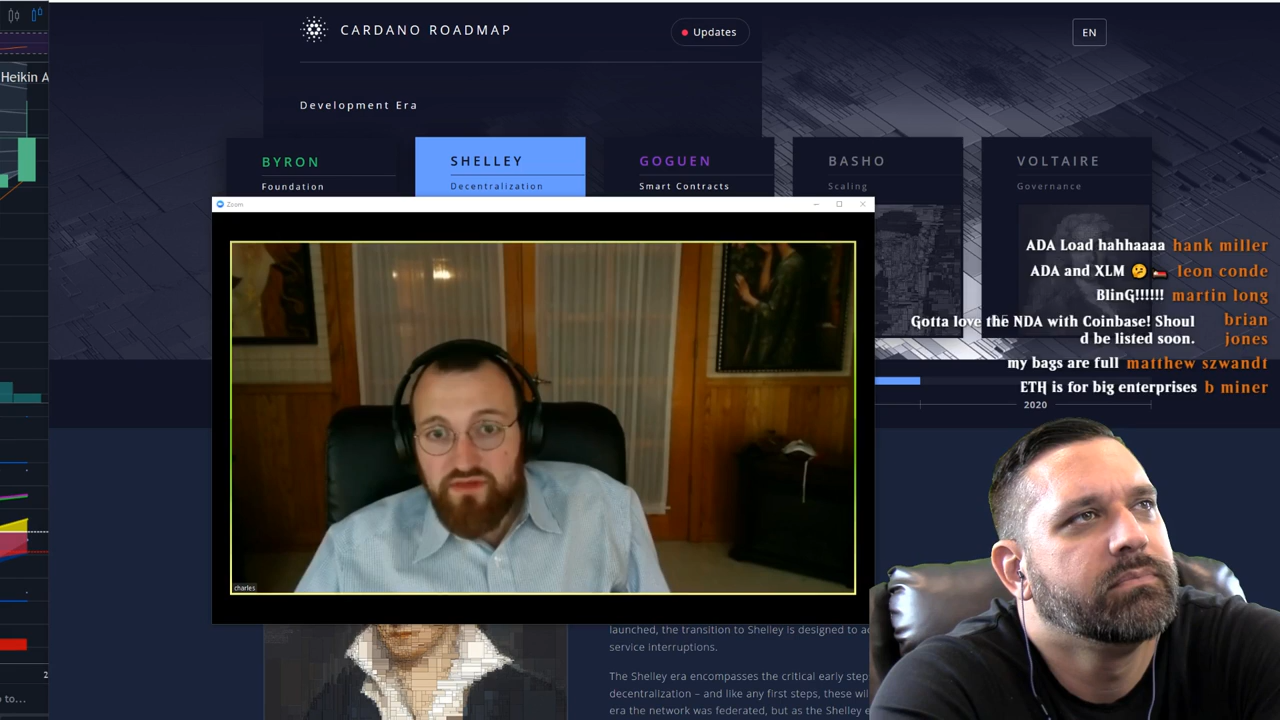 Heikin A
CARDANO ROADMAP
Updates
EN
Development Era
BYRON
Foundation
SHELLEY
Decentralization
GOGUEN
Smart Contracts
BASHO
Scaling
VOLTAIRE
Governance
Zoom
charles
ADA Load hahhaaaa hank miller
ADA and XLM 🤔 leon conde
BlinG!!!!!! martin long
Gotta love the NDA with Coinbase! Shoul brian
d be listed soon. jones
my bags are full matthew szwandt
ETH is for big enterprises b miner
2020
launched, the transition to Shelley is designed to
service interruptions.
The Shelley era encompasses the critical early step
decentralization – and like any first steps, these
era the network was federated, but as the Shelley
2
o to...